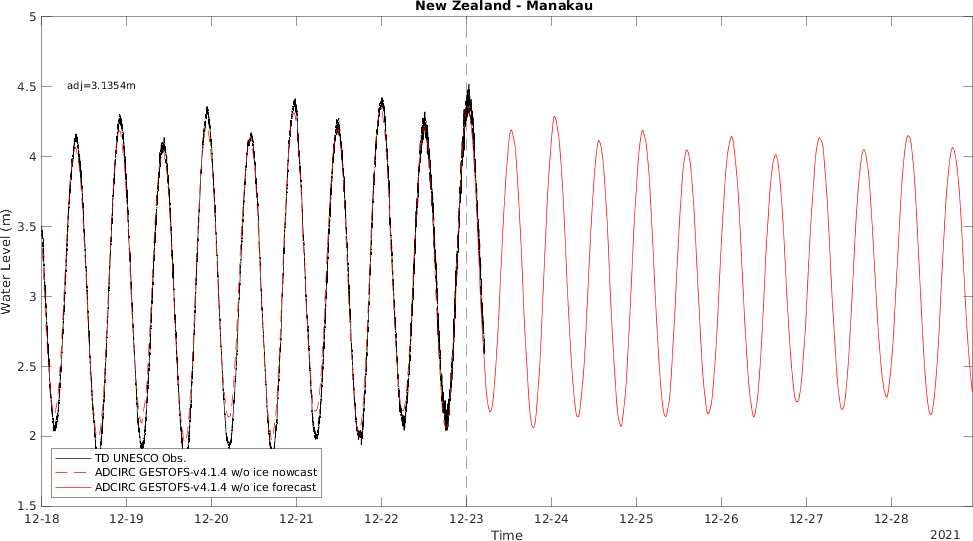 New Zealand - Manakau
5
4.5
4
3.5
3
2.5
2
1.5
Water Level (m)
adj=3.1354m
TD UNESCO Obs.
ADCIRC GESTOFS-v4.1.4 w/o ice nowcast
ADCIRC GESTOFS-v4.1.4 w/o ice forecast
12-18 12-19 12-20 12-21 12-22 12-23 12-24 12-25 12-26 12-27 12-28
Time
2021